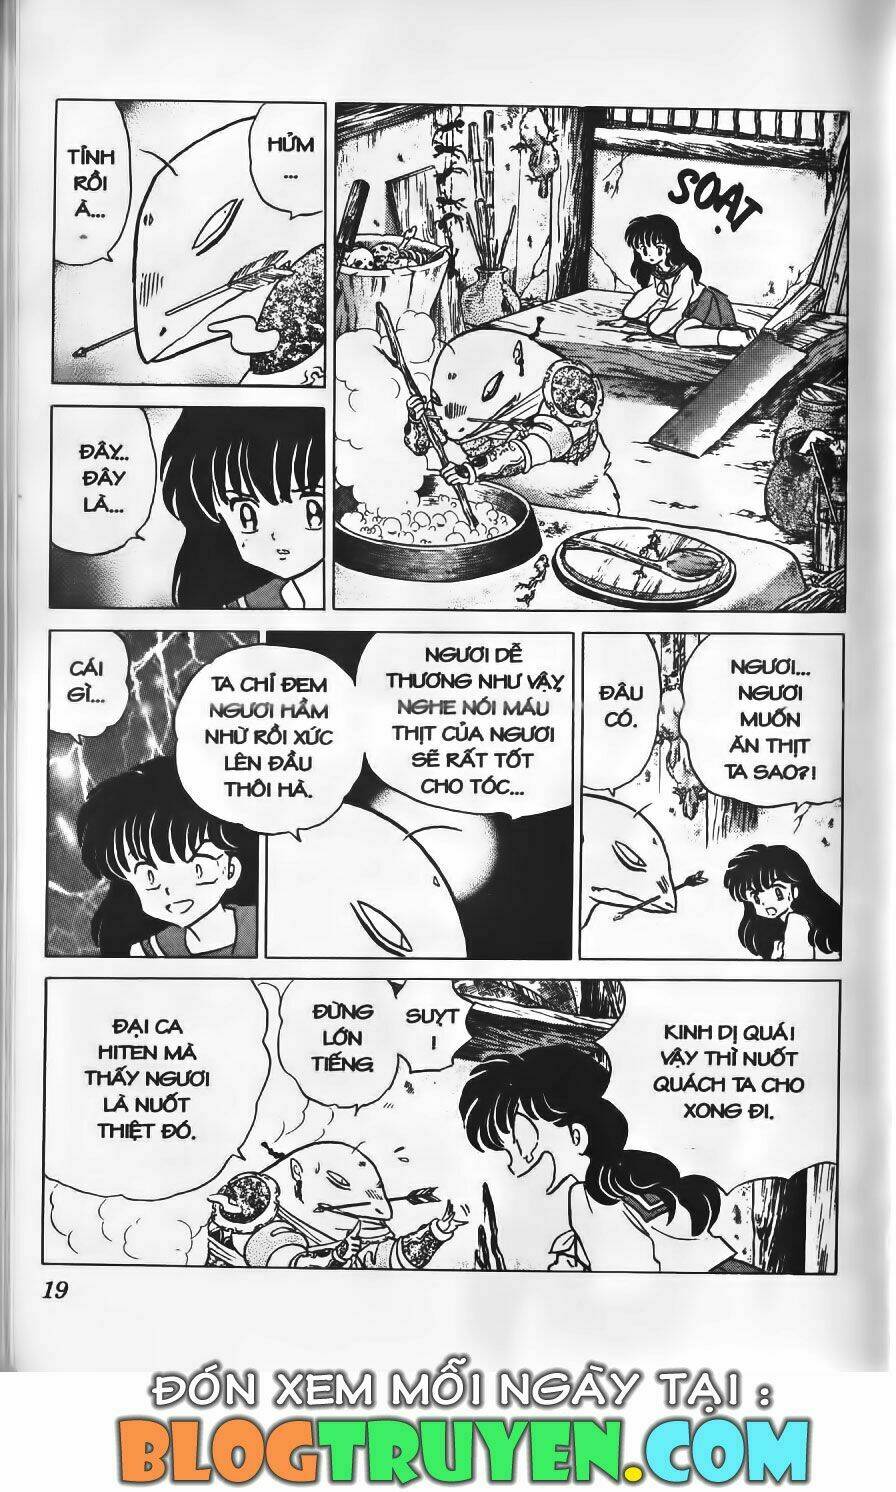 SOẠT
HỬM
...
TỈNH
RỒI
À...
ĐÂY...
ĐÂY
LÀ...
NGƯƠI...
NGƯƠI
MUỐN
ĂN THỊT
TA SAO?!
ĐÂU
CÓ.
NGƯƠI DỄ
THƯƠNG NHƯ VẬY,
NGHE NÓI MÁU
THỊT CỦA NGƯƠI
SẼ RẤT TỐT
CHO TÓC...
TA CHỈ ĐEM
NGƯƠI HẦM
NHỪ RỒI XỨC
LÊN ĐẦU
THÔI HÀ.
CÁI
GÌ...
KINH DỊ QUÁ!
VẬY THÌ NUỐT
QUÁCH TA CHO
XONG ĐI.
SUỴT
!
ĐỪNG
LỚN
TIẾNG.
ĐẠI CA
HITEN MÀ
THẤY NGƯƠI
LÀ NUỐT
THIỆT ĐÓ.
19
ĐÓN XEM MỖI NGÀY TẠI :
BLOGTRUYEN.COM